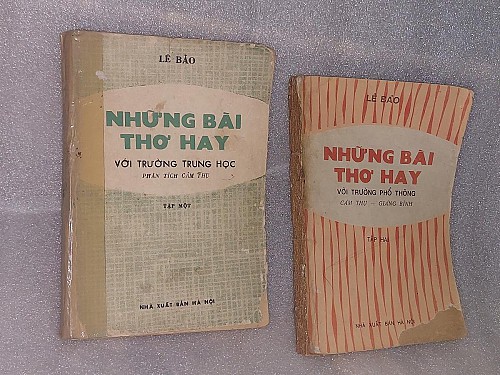 LÊ BẢO
NHỮNG BÀI
THƠ HAY
VỚI TRƯỜNG TRUNG HỌC
PHÂN TÍCH CẢM THỤ
TẬP MỘT
NHÀ XUẤT BẢN HÀ NỘI
LÊ BẢO
NHỮNG BÀI
THƠ HAY
VỚI TRƯỜNG PHỔ THÔNG
CẢM THỤ - GIẢNG BÌNH
TẬP HAI
NHÀ XUẤT BẢN HÀ NỘI